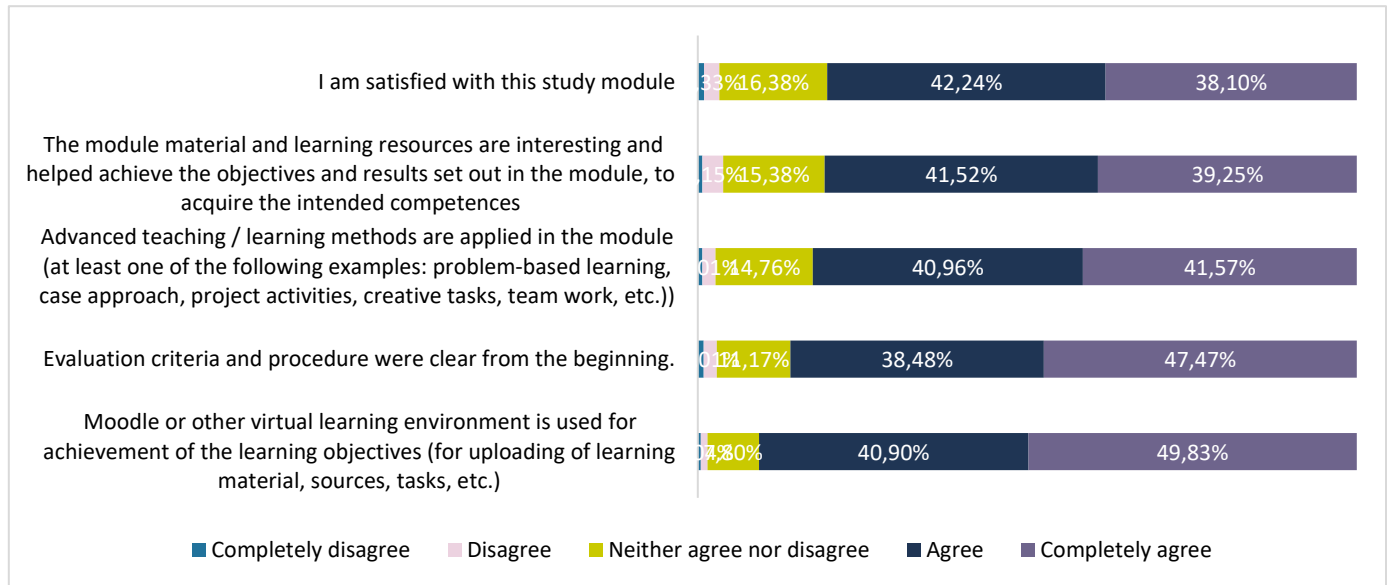 I am satisfied with this study module
33% 16,38% 42,24% 38,10%
The module material and learning resources are interesting and
helped achieve the objectives and results set out in the module, to
acquire the intended competences
15% 15,38% 41,52% 39,25%
Advanced teaching / learning methods are applied in the module
(at least one of the following examples: problem-based learning,
case approach, project activities, creative tasks, team work, etc.))
01% 14,76% 40,96% 41,57%
Evaluation criteria and procedure were clear from the beginning.
01% 11,17% 38,48% 47,47%
Moodle or other virtual learning environment is used for
achievement of the learning objectives (for uploading of learning
material, sources, tasks, etc.)
40,90% 49,83%
Completely disagree Disagree Neither agree nor disagree Agree Completely agree